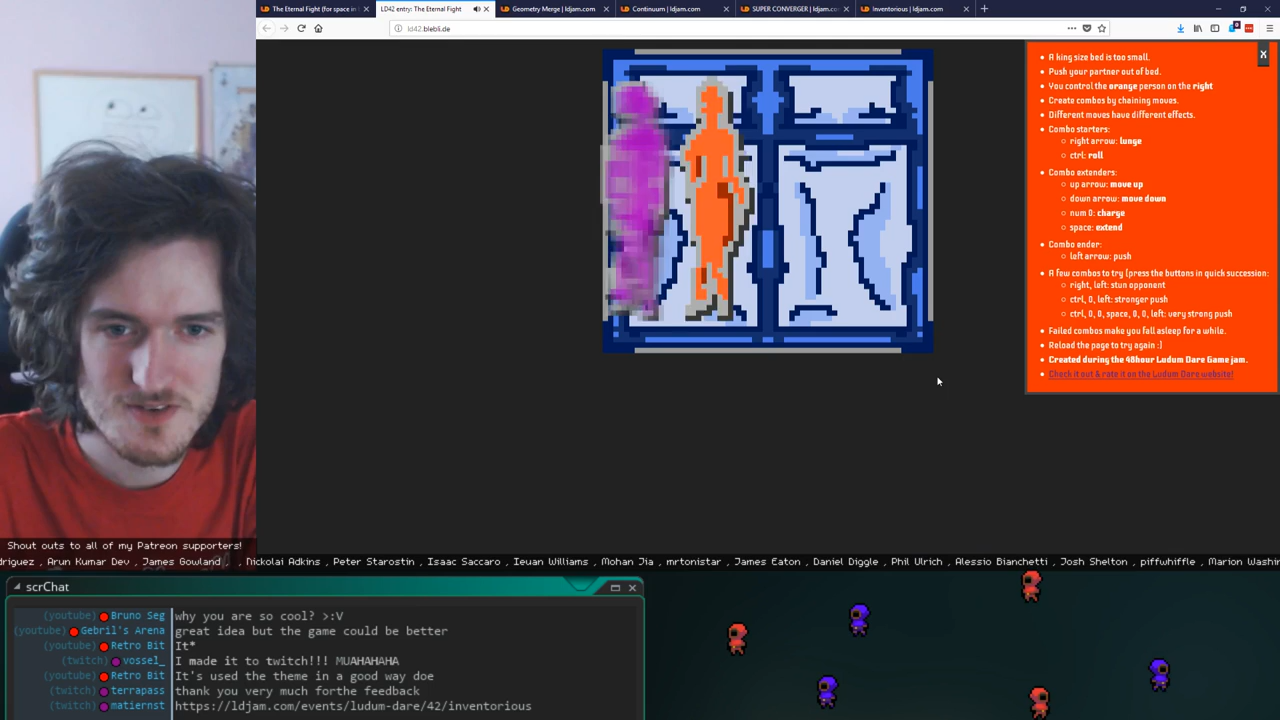 The Eternal Fight (for space in
LD42 entry: The Eternal Fight
Geometry Merge | ldjam.com
Continuum | ldjam.com
SUPER CONVERGER | ldjam.co
Inventorious | ldjam.com
ld42.blebli.de
X
A king size bed is too small.
Push your partner out of bed.
You control the orange person on the right
Create combos by chaining moves.
Different moves have different effects.
Combo starters:
right arrow: lunge
ctrl: roll
Combo extenders:
up arrow: move up
down arrow: move down
num 0: charge
space: extend
Combo ender:
left arrow: push
A few combos to try (press the buttons in quick succession:
right, left: stun opponent
ctrl, 0, left: stronger push
ctrl, 0, 0, space, 0, 0, left: very strong push
Failed combos make you fall asleep for a while.
Reload the page to try again :]
Created during the 48hour Ludum Dare Game jam.
Check it out & rate it on the Ludum Dare website!
Shout outs to all of my Patreon supporters!
driguez , Arun Kumar Dev , James Gowland , , Nickolai Adkins , Peter Starostin , Isaac Saccaro , Ieuan Williams , Mohan Jia , mrtonistar , James Eaton , Daniel Diggle , Phil Ulrich , Alessio Bianchetti , Josh Shelton , piffwhiffle , Marion Washin
scrChat
(youtube) Bruno Seg why you are so cool? >:V
(youtube) Gebril's Arena great idea but the game could be better
(youtube) Retro Bit It*
(twitch) vossel_ I made it to twitch!!! MUAHAHAHA
(youtube) Retro Bit It's used the theme in a good way doe
(twitch) terrapass thank you very much forthe feedback
(twitch) matiernst https://ldjam.com/events/ludum-dare/42/inventorious